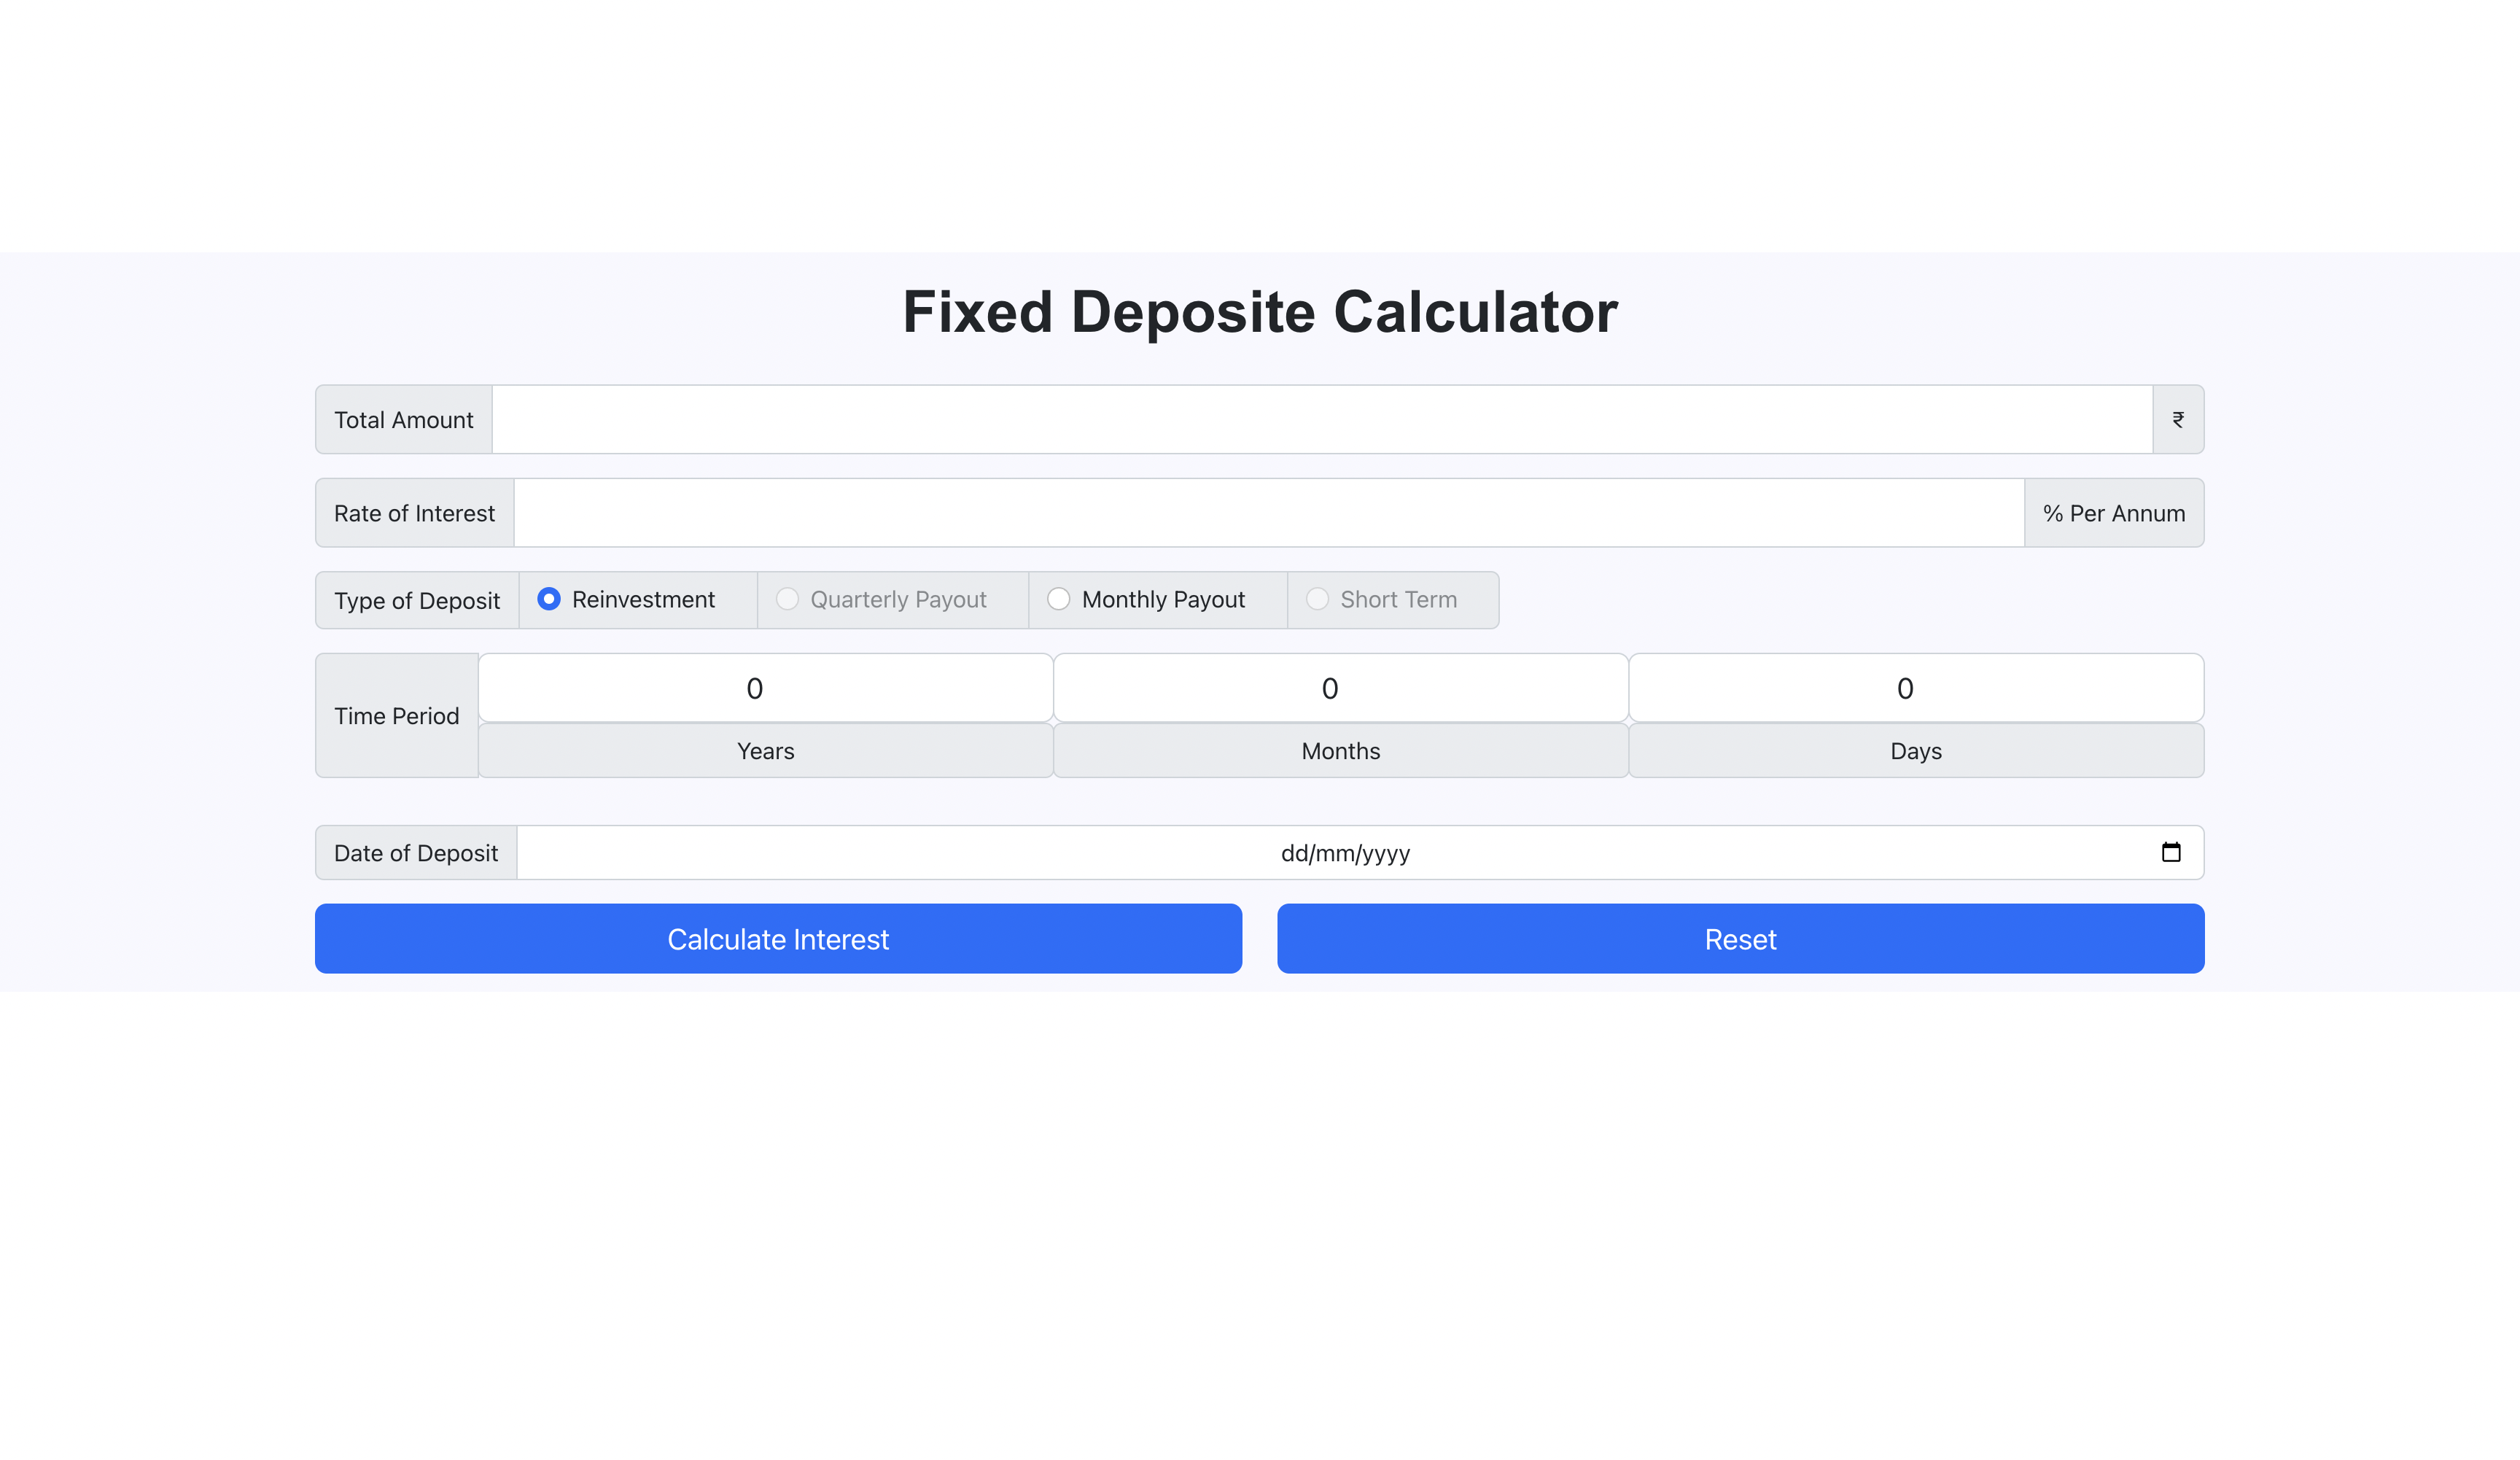 Fixed Deposite Calculator
Total Amount ₹
Rate of Interest % Per Annum
Type of Deposit Reinvestment Quarterly Payout Monthly Payout Short Term
Time Period 0 0 0
Years Months Days
Date of Deposit dd/mm/yyyy
Calculate Interest Reset